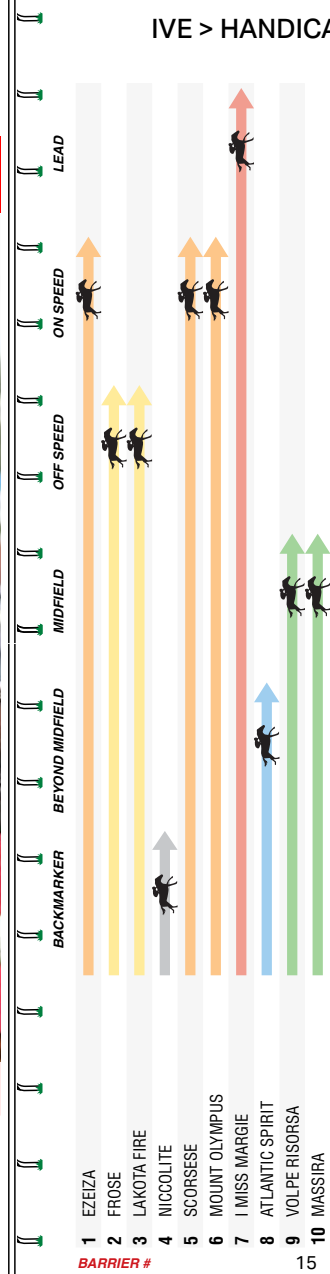 IVE > HANDICA
LEAD
ON SPEED
OFF SPEED
MIDFIELD
BEYOND MIDFIELD
BACKMARKER
1 EZEIZA
2 FROSE
3 LAKOTA FIRE
4 NICCOLITE
5 SCORSESE
6 MOUNT OLYMPUS
7 I MISS MARGIE
8 ATLANTIC SPIRIT
9 VOLPE RISORSA
10 MASSIRA
BARRIER #
15